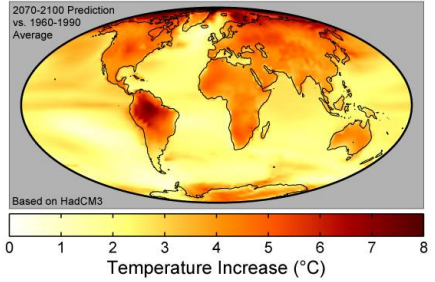 2070-2100 Prediction
vs. 1960-1990
Average
Based on HadCM3
0 1 2 3 4 5 6 7 8
Temperature Increase (°C)